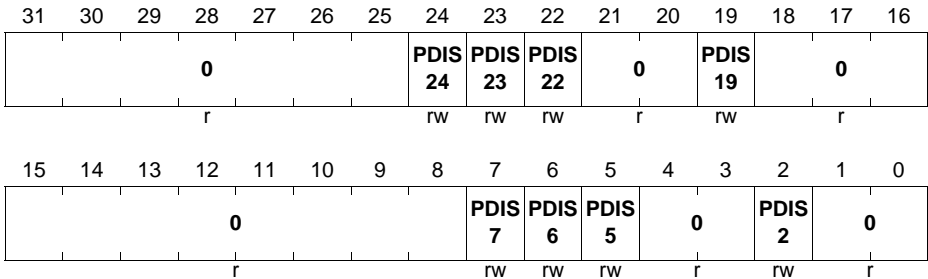 31 30 29 28 27 26 25 24 23 22 21 20 19 18 17 16
0 PDIS 24 PDIS 23 PDIS 22 0 PDIS 19 0
r rw rw rw r rw r
15 14 13 12 11 10 9 8 7 6 5 4 3 2 1 0
0 PDIS 7 PDIS 6 PDIS 5 0 PDIS 2 0
r rw rw rw r rw r